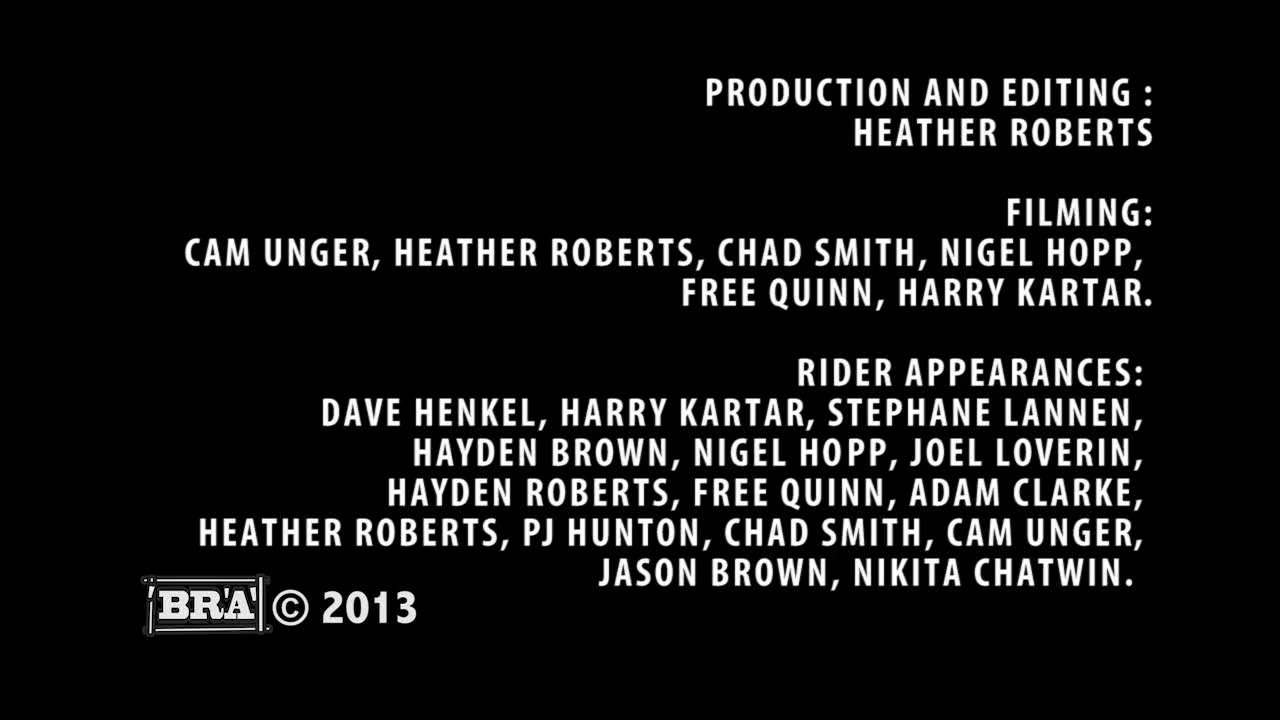 PRODUCTION AND EDITING :
HEATHER ROBERTS
FILMING:
CAM UNGER, HEATHER ROBERTS, CHAD SMITH, NIGEL HOPP,
FREE QUINN, HARRY KARTAR.
RIDER APPEARANCES:
DAVE HENKEL, HARRY KARTAR, STEPHANE LANNEN,
HAYDEN BROWN, NIGEL HOPP, JOEL LOVERIN,
HAYDEN ROBERTS, FREE QUINN, ADAM CLARKE,
HEATHER ROBERTS, PJ HUNTON, CHAD SMITH, CAM UNGER,
JASON BROWN, NIKITA CHATWIN.
'BR'A' © 2013